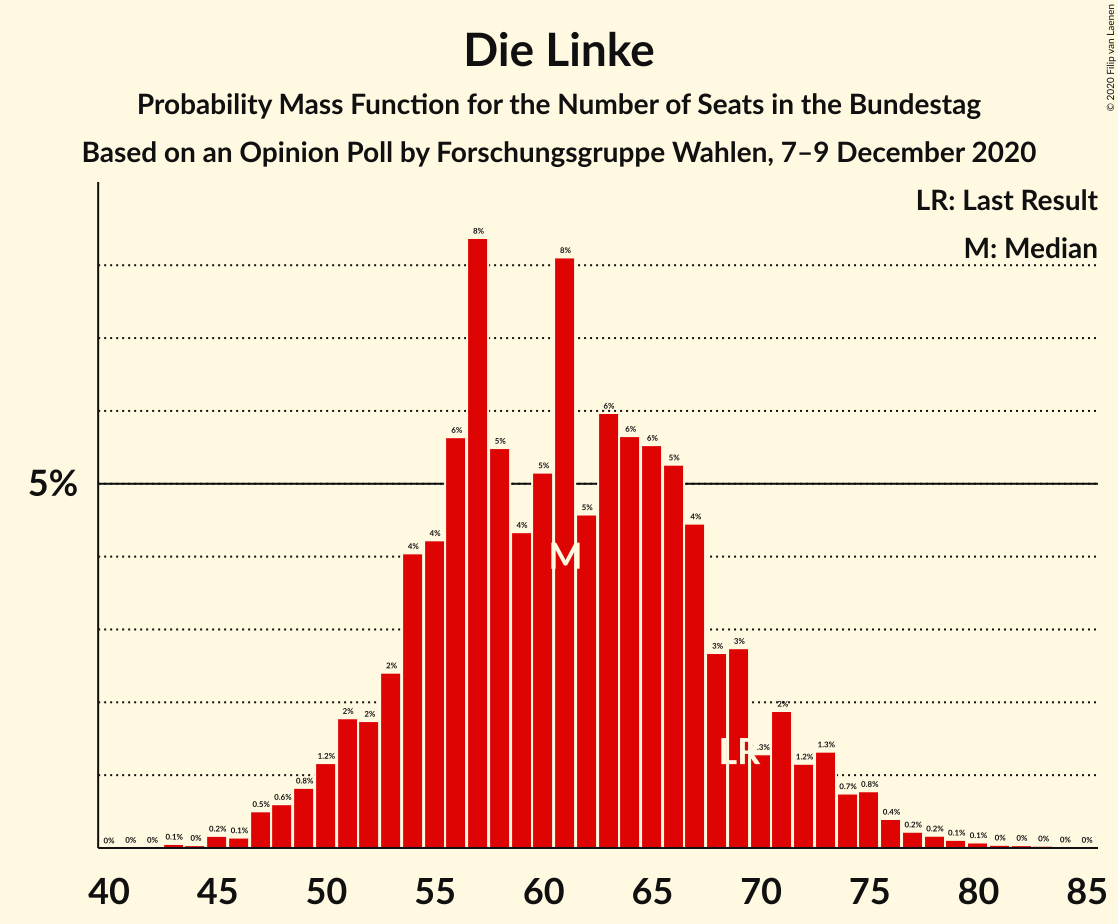 Die Linke
Probability Mass Function for the Number of Seats in the Bundestag
Based on an Opinion Poll by Forschungsgruppe Wahlen, 7–9 December 2020
© 2020 Filip van Laenen
LR: Last Result
M: Median
5%
0% 0% 0% 0.1% 0% 0.2% 0.1% 0.5% 0.6% 0.8% 1.2% 2% 2% 2% 4% 4% 6% 8% 5% 4% 5% 8% 5% 6% 6% 6% 5% 4% 3% 3% .3% 2% 1.2% 1.3% 0.7% 0.8% 0.4% 0.2% 0.2% 0.1% 0.1% 0% 0% 0% 0% 0%
M
LR
40 45 50 55 60 65 70 75 80 85